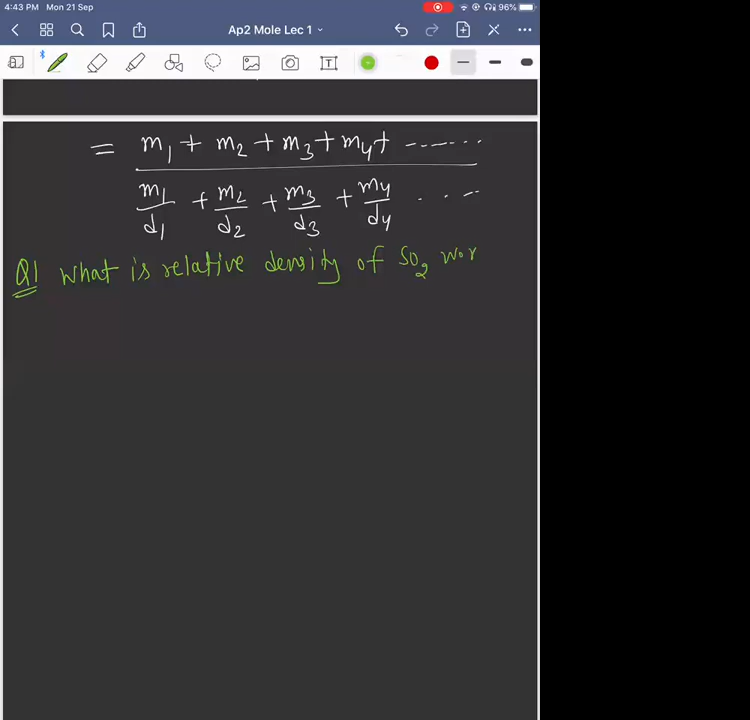 4:43 PM Mon 21 Sep 96%
Ap2 Mole Lec 1
T
= m₁ + m₂ + m₃ + m₄ + ......
m₁/d₁ + m₂/d₂ + m₃/d₃ + m₄/d₄ ....
Q1 What is relative density of SO₂ wor